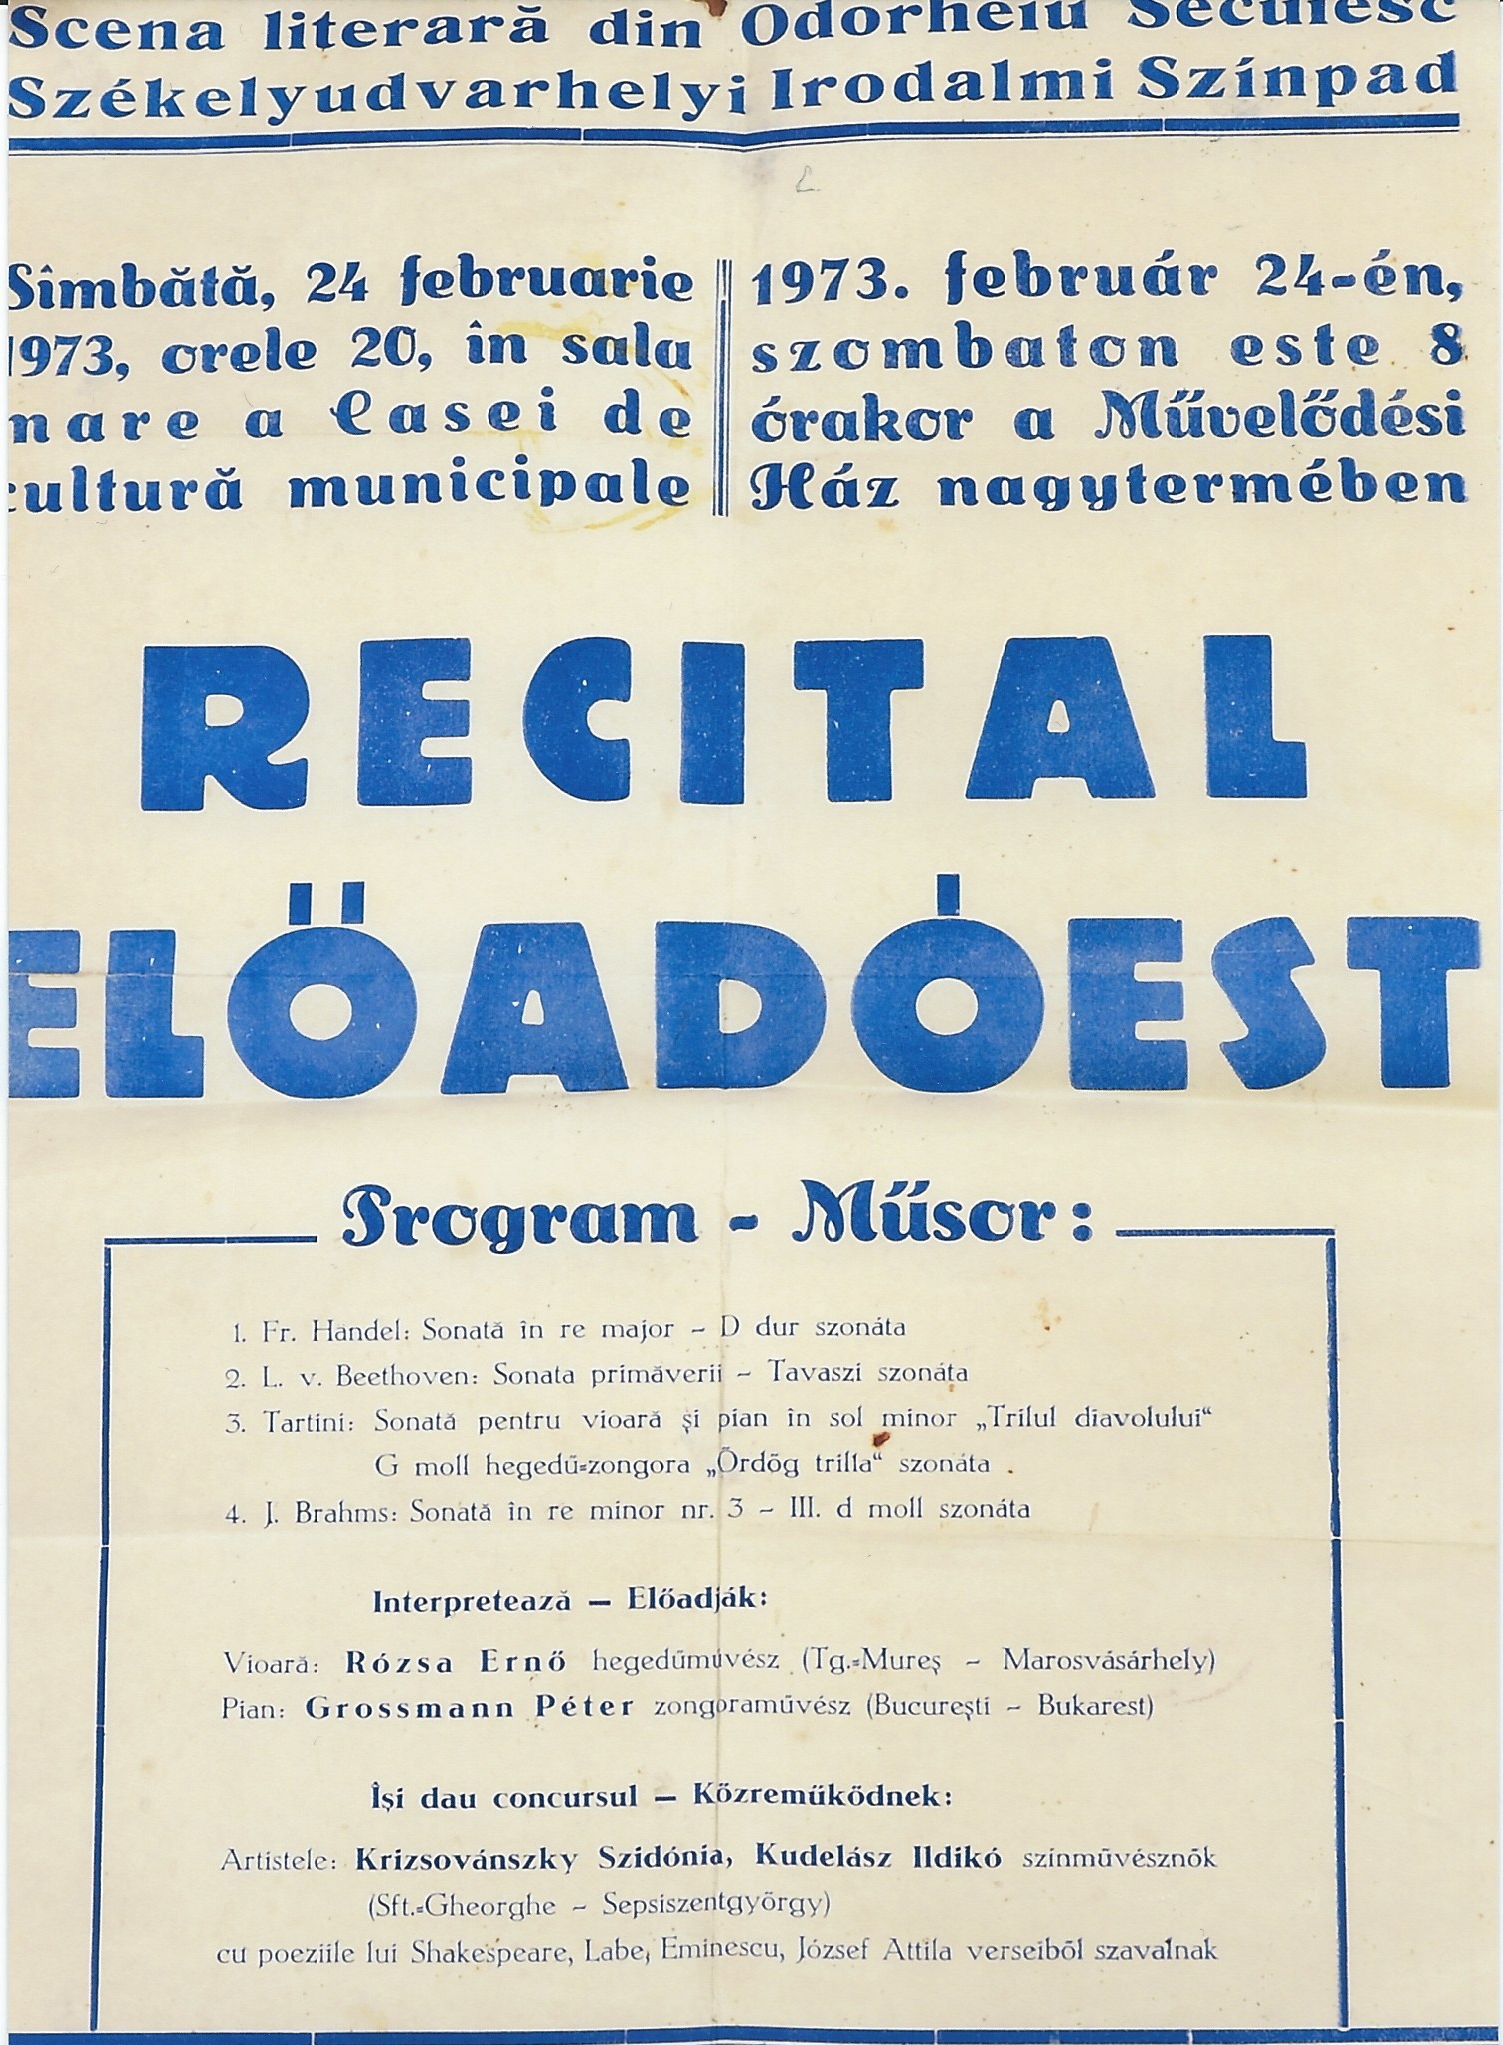 Scena literară din Odorheiu Secuiesc
Székelyudvarhelyi Irodalmi Színpad
Sîmbătă, 24 februarie
1973, orele 20, în sala
mare a Casei de
cultură municipale
1973. február 24-én,
szombaton este 8
órakor a Művelődési
Ház nagytermében
RECITAL
ELŐADÓEST
Program - Műsor:
1. Fr. Händel: Sonată în re major - D dur szonáta
2. L. v. Beethoven: Sonata primăverii - Tavaszi szonáta
3. Tartini: Sonată pentru vioară și pian în sol minor „Trilul diavolului“
G moll hegedű-zongora „Ördög trilla“ szonáta .
4. J. Brahms: Sonată în re minor nr. 3 - III. d moll szonáta
Interpretează — Előadják:
Vioară: Rózsa Ernő hegedűművész (Tg.-Mureș - Marosvásárhely)
Pian: Grossmann Péter zongoraművész (București - Bukarest)
Își dau concursul — Közreműködnek:
Artistele: Krizsovánszky Szidónia, Kudelász Ildikó színművésznők
(Sft.-Gheorghe - Sepsiszentgyörgy)
cu poeziile lui Shakespeare, Labe, Eminescu, József Attila verseiből szavalnak